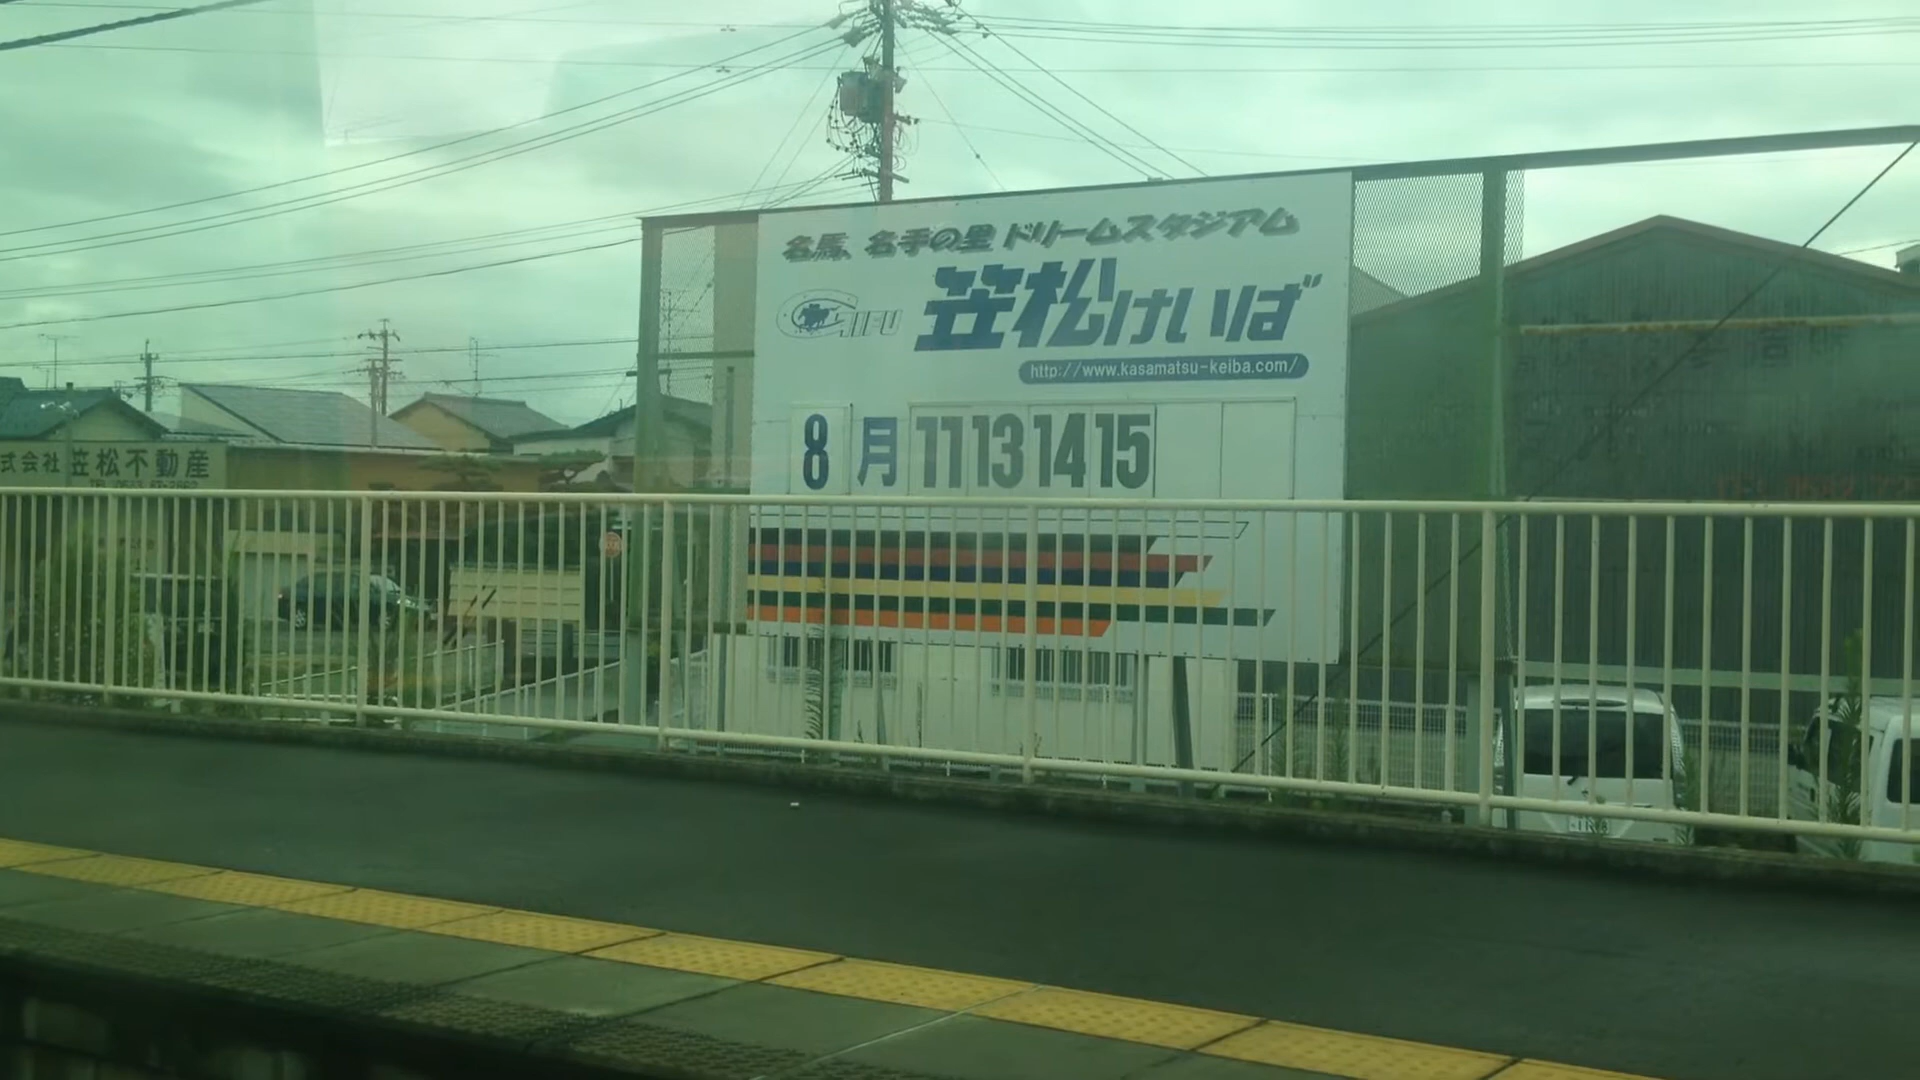 名馬、名手の里 ドリームスタジアム
GIFU
笠松けいば
http://www.kasamatsu-keiba.com/
8 月 11 13 14 15
式会社 笠松不動産